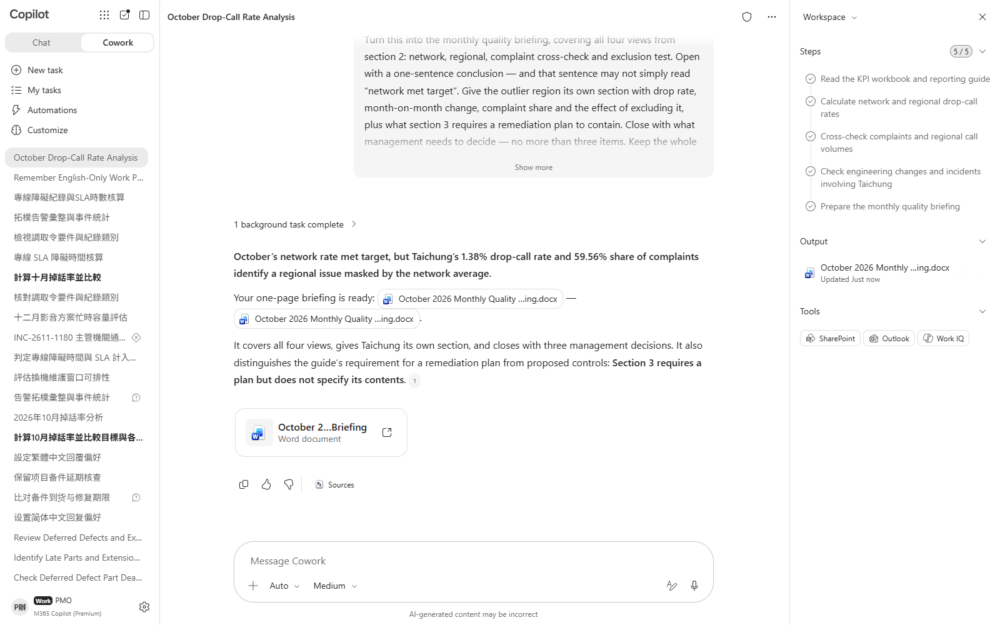 Copilot
Chat
Cowork
New task
My tasks
Automations
Customize
October Drop-Call Rate Analysis
Remember English-Only Work P...
專線障礙紀錄與SLA時數核算
拓樸告警彙整與事件統計
檢視調取令要件與紀錄類別
專線 SLA 障礙時間核算
計算十月掉話率並比較
核對調取令要件與紀錄類別
十二月影音方案忙時容量評估
INC-2611-1180 主管機關通...
判定專線障礙時間與 SLA 計入...
評估換機維護窗口可排性
告警拓樸彙整與事件統計
2026年10月掉話率分析
計算10月掉話率並比較目標與各...
設定繁體中文回覆偏好
保留项目备件延期核查
比对备件到货与修复期限
设置简体中文回复偏好
Review Deferred Defects and Ex...
Identify Late Parts and Extensio...
Check Deferred Defect Part Dea...
P辦
Work PMO
M365 Copilot (Premium)
October Drop-Call Rate Analysis
Turn this into the monthly quality briefing, covering all four views from
section 2: network, regional, complaint cross-check and exclusion test. Open
with a one-sentence conclusion — and that sentence may not simply read
“network met target”. Give the outlier region its own section with drop rate,
month-on-month change, complaint share and the effect of excluding it,
plus what section 3 requires a remediation plan to contain. Close with what
management needs to decide — no more than three items. Keep the whole
Show more
1 background task complete
October’s network rate met target, but Taichung’s 1.38% drop-call rate and 59.56% share of complaints
identify a regional issue masked by the network average.
Your one-page briefing is ready: October 2026 Monthly Quality ...ing.docx —
October 2026 Monthly Quality ...ing.docx .
It covers all four views, gives Taichung its own section, and closes with three management decisions. It also
distinguishes the guide’s requirement for a remediation plan from proposed controls: Section 3 requires a
plan but does not specify its contents. 1
October 2...Briefing
Word document
Sources
Message Cowork
Auto
Medium
AI-generated content may be incorrect
Workspace
Steps
5 / 5
Read the KPI workbook and reporting guide
Calculate network and regional drop-call
rates
Cross-check complaints and regional call
volumes
Check engineering changes and incidents
involving Taichung
Prepare the monthly quality briefing
Output
October 2026 Monthly ...ing.docx
Updated Just now
Tools
SharePoint
Outlook
Work IQ